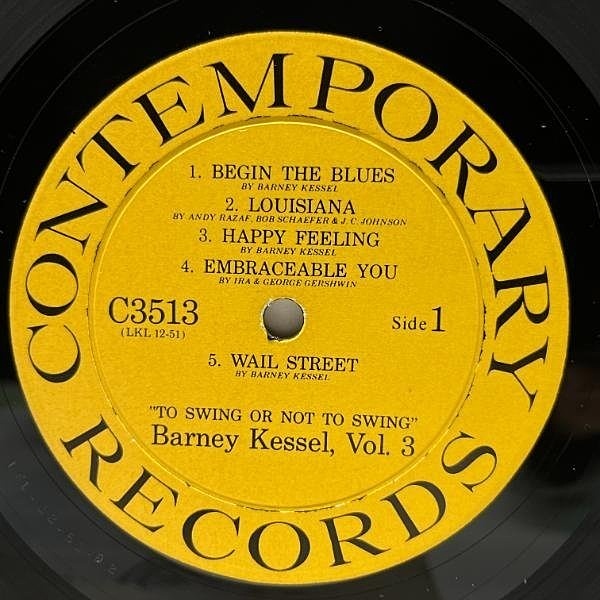 CONTEMPORARY
1. BEGIN THE BLUES
BY BARNEY KESSEL
2. LOUISIANA
BY ANDY RAZAF, BOB SCHAEFER & J. C. JOHNSON
3. HAPPY FEELING
BY BARNEY KESSEL
4. EMBRACEABLE YOU
BY IRA & GEORGE GERSHWIN
C3513
(LKL 12-51)
Side 1
5. WAIL STREET
BY BARNEY KESSEL
"TO SWING OR NOT TO SWING"
Barney Kessel, Vol. 3
RECORDS